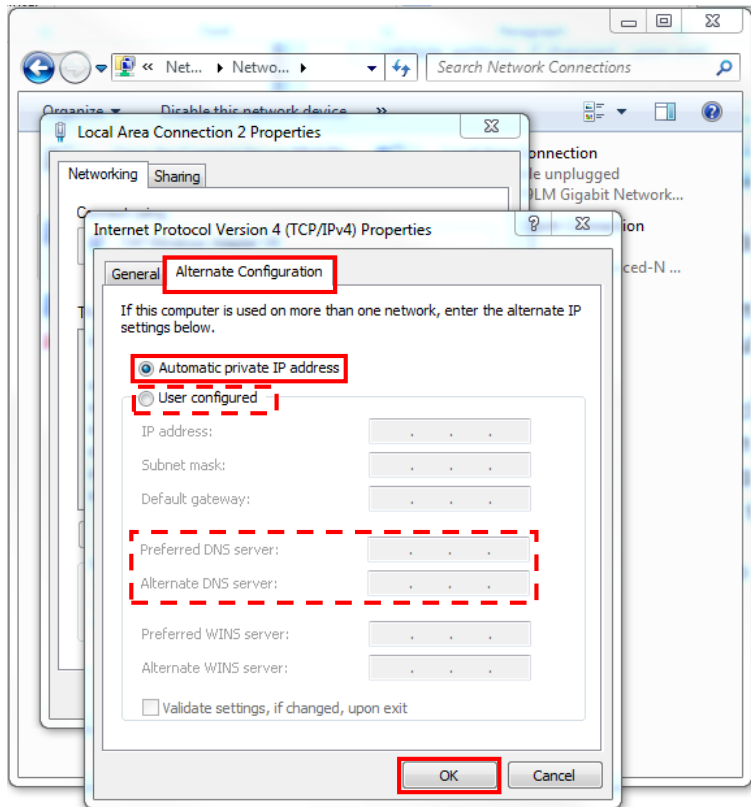 « Net... Netwo...
Search Network Connections
Organize Disable this network device »
Local Area Connection 2 Properties
Networking Sharing
onnection
le unplugged
LM Gigabit Network...
ion
ced-N ...
Internet Protocol Version 4 (TCP/IPv4) Properties
General Alternate Configuration
If this computer is used on more than one network, enter the alternate IP
settings below.
Automatic private IP address
User configured
IP address:
Subnet mask:
Default gateway:
Preferred DNS server:
Alternate DNS server:
Preferred WINS server:
Alternate WINS server:
Validate settings, if changed, upon exit
OK Cancel